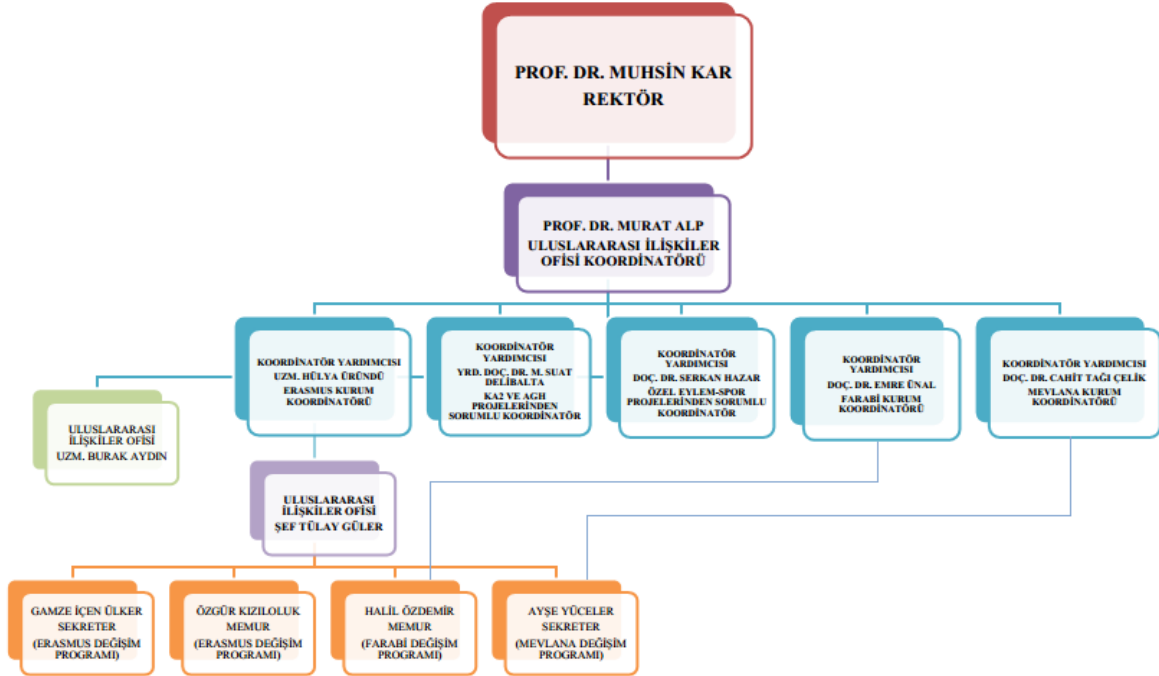 PROF. DR. MUHSİN KAR
REKTÖR
PROF. DR. MURAT ALP
ULUSLARARASI İLİŞKİLER
OFİSİ KOORDİNATÖRÜ
KOORDİNATÖR YARDIMCISI
UZM. HÜLYA ÜRÜNDÜ
ERASMUS KURUM
KOORDİNATÖRÜ
KOORDİNATÖR
YARDIMCISI
YRD. DOÇ. DR. M. SUAT
DELİBALTA
KA2 VE AGH
PROJELERİNDEN
SORUMLU KOORDİNATÖR
KOORDİNATÖR
YARDIMCISI
DOÇ. DR. SERKAN HAZAR
ÖZEL EYLEM-SPOR
PROJELERİNDEN SORUMLU
KOORDİNATÖR
KOORDİNATÖR
YARDIMCISI
DOÇ. DR. EMRE ÜNAL
FARABİ KURUM
KOORDİNATÖRÜ
KOORDİNATÖR YARDIMCISI
DOÇ. DR. CAHİT TAĞI ÇELİK
MEVLANA KURUM
KOORDİNATÖRÜ
ULUSLARARASI
İLİŞKİLER OFİSİ
UZM. BURAK AYDIN
ULUSLARARASI
İLİŞKİLER OFİSİ
ŞEF TÜLAY GÜLER
GAMZE İÇEN ÜLKER
SEKRETER
(ERASMUS DEĞİŞİM
PROGRAMI)
ÖZGÜR KIZILOLUK
MEMUR
(ERASMUS DEĞİŞİM
PROGRAMI)
HALİL ÖZDEMİR
MEMUR
(FARABİ DEĞİŞİM
PROGRAMI)
AYŞE YÜCELER
SEKRETER
(MEVLANA DEĞİŞİM
PROGRAMI)